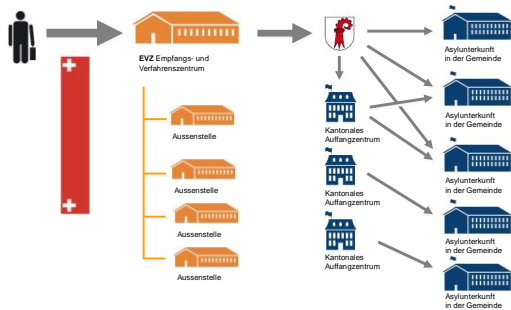 EVZ Empfangs- und
Verfahrenszentrum
Aussenstelle
Aussenstelle
Aussenstelle
Aussenstelle
Kantonales
Auffangzentrum
Kantonales
Auffangzentrum
Kantonales
Auffangzentrum
Asylunterkunft
in der Gemeinde
Asylunterkunft
in der Gemeinde
Asylunterkunft
in der Gemeinde
Asylunterkunft
in der Gemeinde
Asylunterkunft
in der Gemeinde